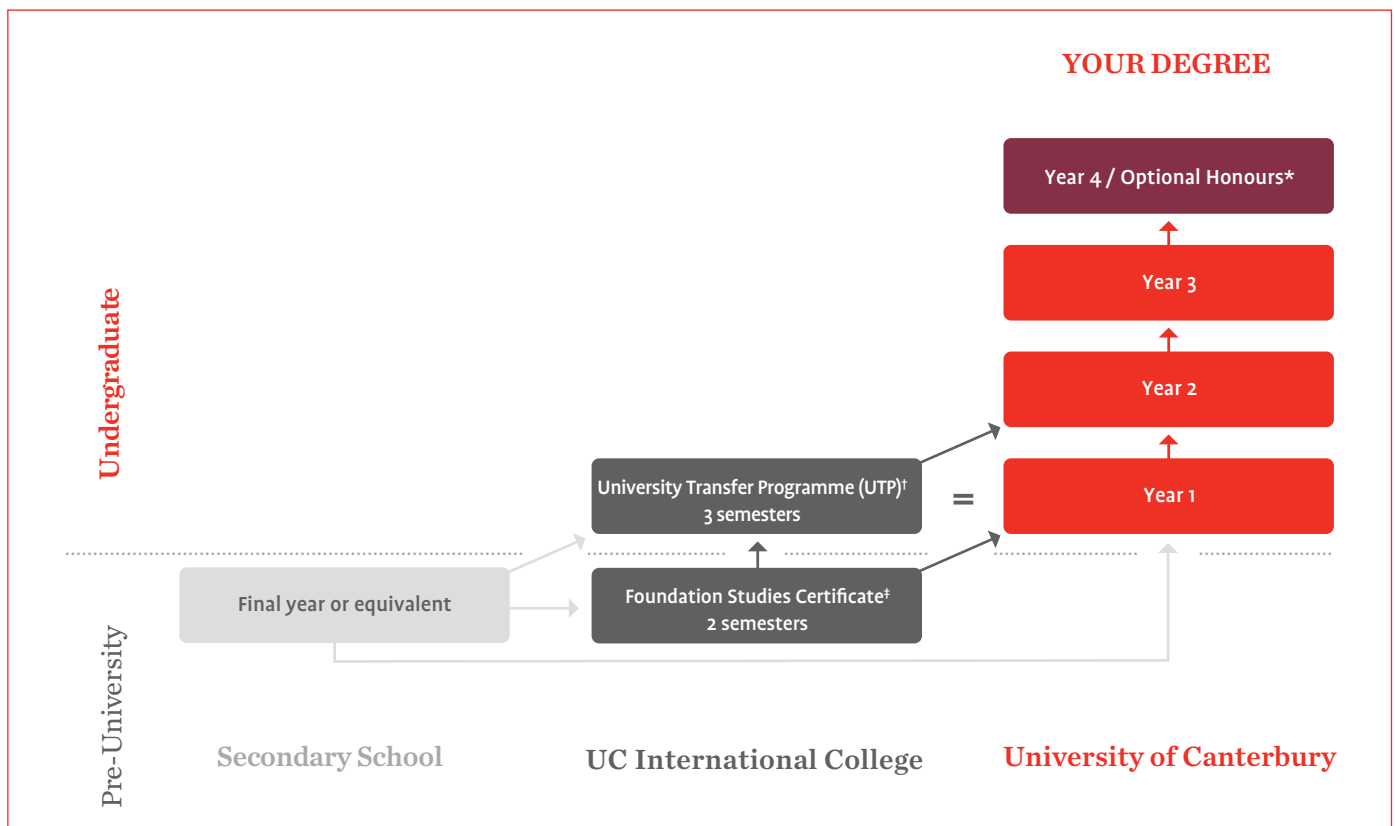 YOUR DEGREE
Year 4 / Optional Honours*
Year 3
Year 2
Undergraduate
University Transfer Programme (UTP)†
3 semesters
=
Year 1
Final year or equivalent
Foundation Studies Certificate‡
2 semesters
Pre-University
Secondary School
UC International College
University of Canterbury